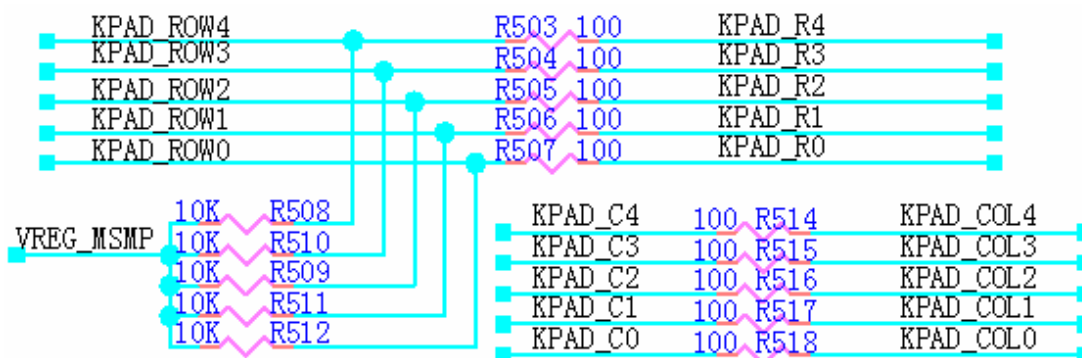 KPAD_ROW4 R503 100 KPAD_R4
KPAD_ROW3 R504 100 KPAD_R3
KPAD_ROW2 R505 100 KPAD_R2
KPAD_ROW1 R506 100 KPAD_R1
KPAD_ROW0 R507 100 KPAD_R0
VREG_MSMP
10K R508
10K R510
10K R509
10K R511
10K R512
KPAD_C4 100 R514 KPAD_COL4
KPAD_C3 100 R515 KPAD_COL3
KPAD_C2 100 R516 KPAD_COL2
KPAD_C1 100 R517 KPAD_COL1
KPAD_C0 100 R518 KPAD_COL0